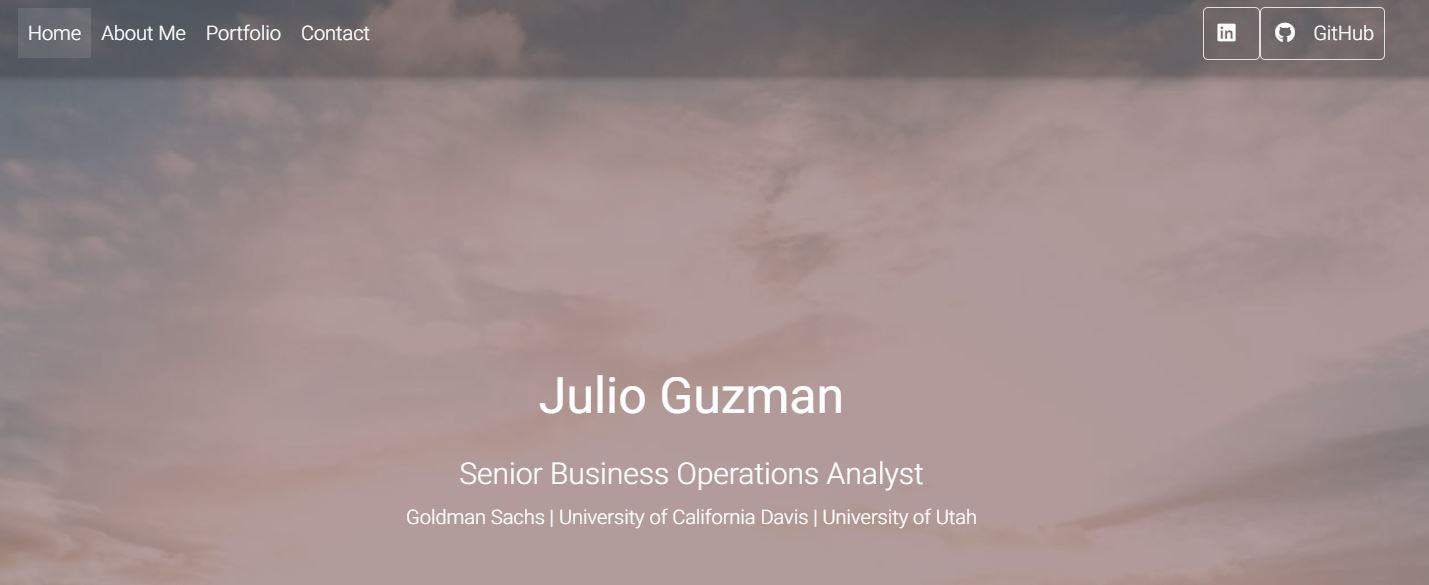 Home About Me Portfolio Contact GitHub
Julio Guzman
Senior Business Operations Analyst
Goldman Sachs | University of California Davis | University of Utah